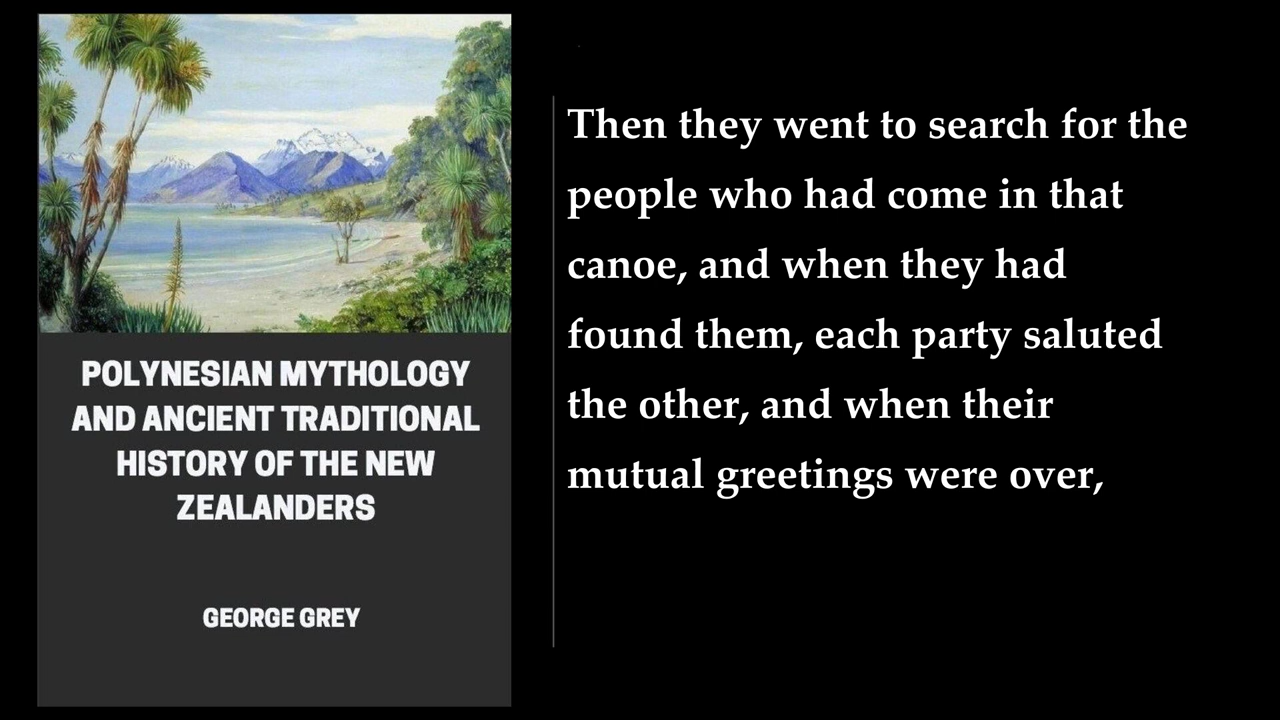 POLYNESIAN MYTHOLOGY
AND ANCIENT TRADITIONAL
HISTORY OF THE NEW
ZEALANDERS
GEORGE GREY
Then they went to search for the
people who had come in that
canoe, and when they had
found them, each party saluted
the other, and when their
mutual greetings were over,